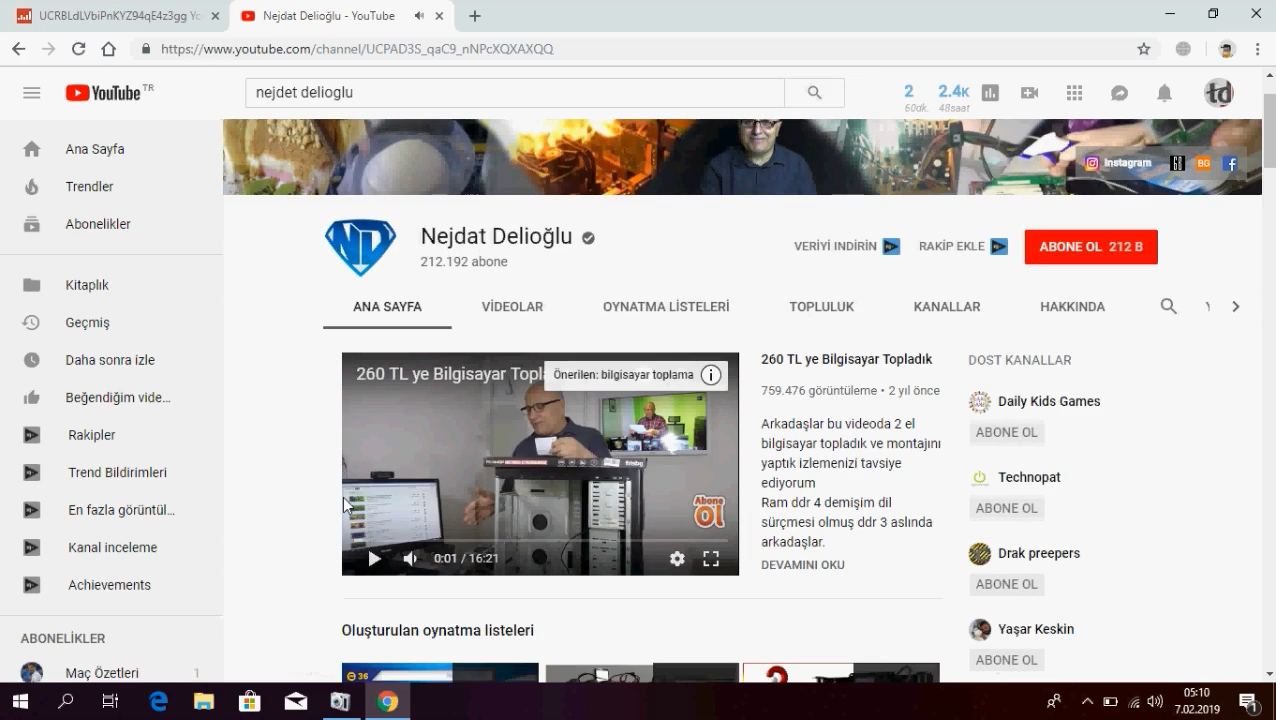 UCRBLdLVbiPnKYZ94qE4z3gg Yc
Nejdat Delioğlu - YouTube
https://www.youtube.com/channel/UCPAD3S_qaC9_nNPcXQXAXQQ
YouTube TR
nejdet delioglu
2
60dk.
2.4K
48saat
td
Ana Sayfa
Trendler
Abonelikler
Kitaplık
Geçmiş
Daha sonra izle
Beğendiğim vide...
Rakipler
Trend Bildirimleri
En fazla görüntül...
Kanal inceleme
Achievements
ABONELİKLER
Maç Özetleri 1
Instagram
BG
ND
Nejdat Delioğlu
212.192 abone
VERİYİ İNDİRİN
RAKİP EKLE
ABONE OL 212 B
ANA SAYFA
VİDEOLAR
OYNATMA LİSTELERİ
TOPLULUK
KANALLAR
HAKKINDA
260 TL ye Bilgisayar Topla
Önerilen: bilgisayar toplama
Abone
Ol
0:01 / 16:21
260 TL ye Bilgisayar Topladık
759.476 görüntüleme • 2 yıl önce
Arkadaşlar bu videoda 2 el
bilgisayar topladık ve montajını
yaptık izlemenizi tavsiye
ediyorum
Ram ddr 4 demişim dil
sürçmesi olmuş ddr 3 aslında
arkadaşlar.
DEVAMINI OKU
DOST KANALLAR
Daily Kids Games
ABONE OL
Technopat
ABONE OL
Drak preepers
ABONE OL
Yaşar Keskin
ABONE OL
Oluşturulan oynatma listeleri
36
?
05:10
7.02.2019
1